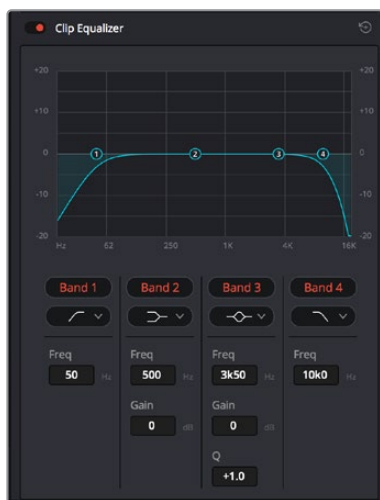 Clip Equalizer
+20 +20
+10 +10
0 1 2 3 4 0
-10 -10
-20 -20
Hz 62 250 1K 4K 16K
Band 1 Band 2 Band 3 Band 4
Freq Freq Freq Freq
50 Hz 500 Hz 3k50 Hz 10k0 Hz
Gain Gain
0 dB 0 dB
Q
+1.0